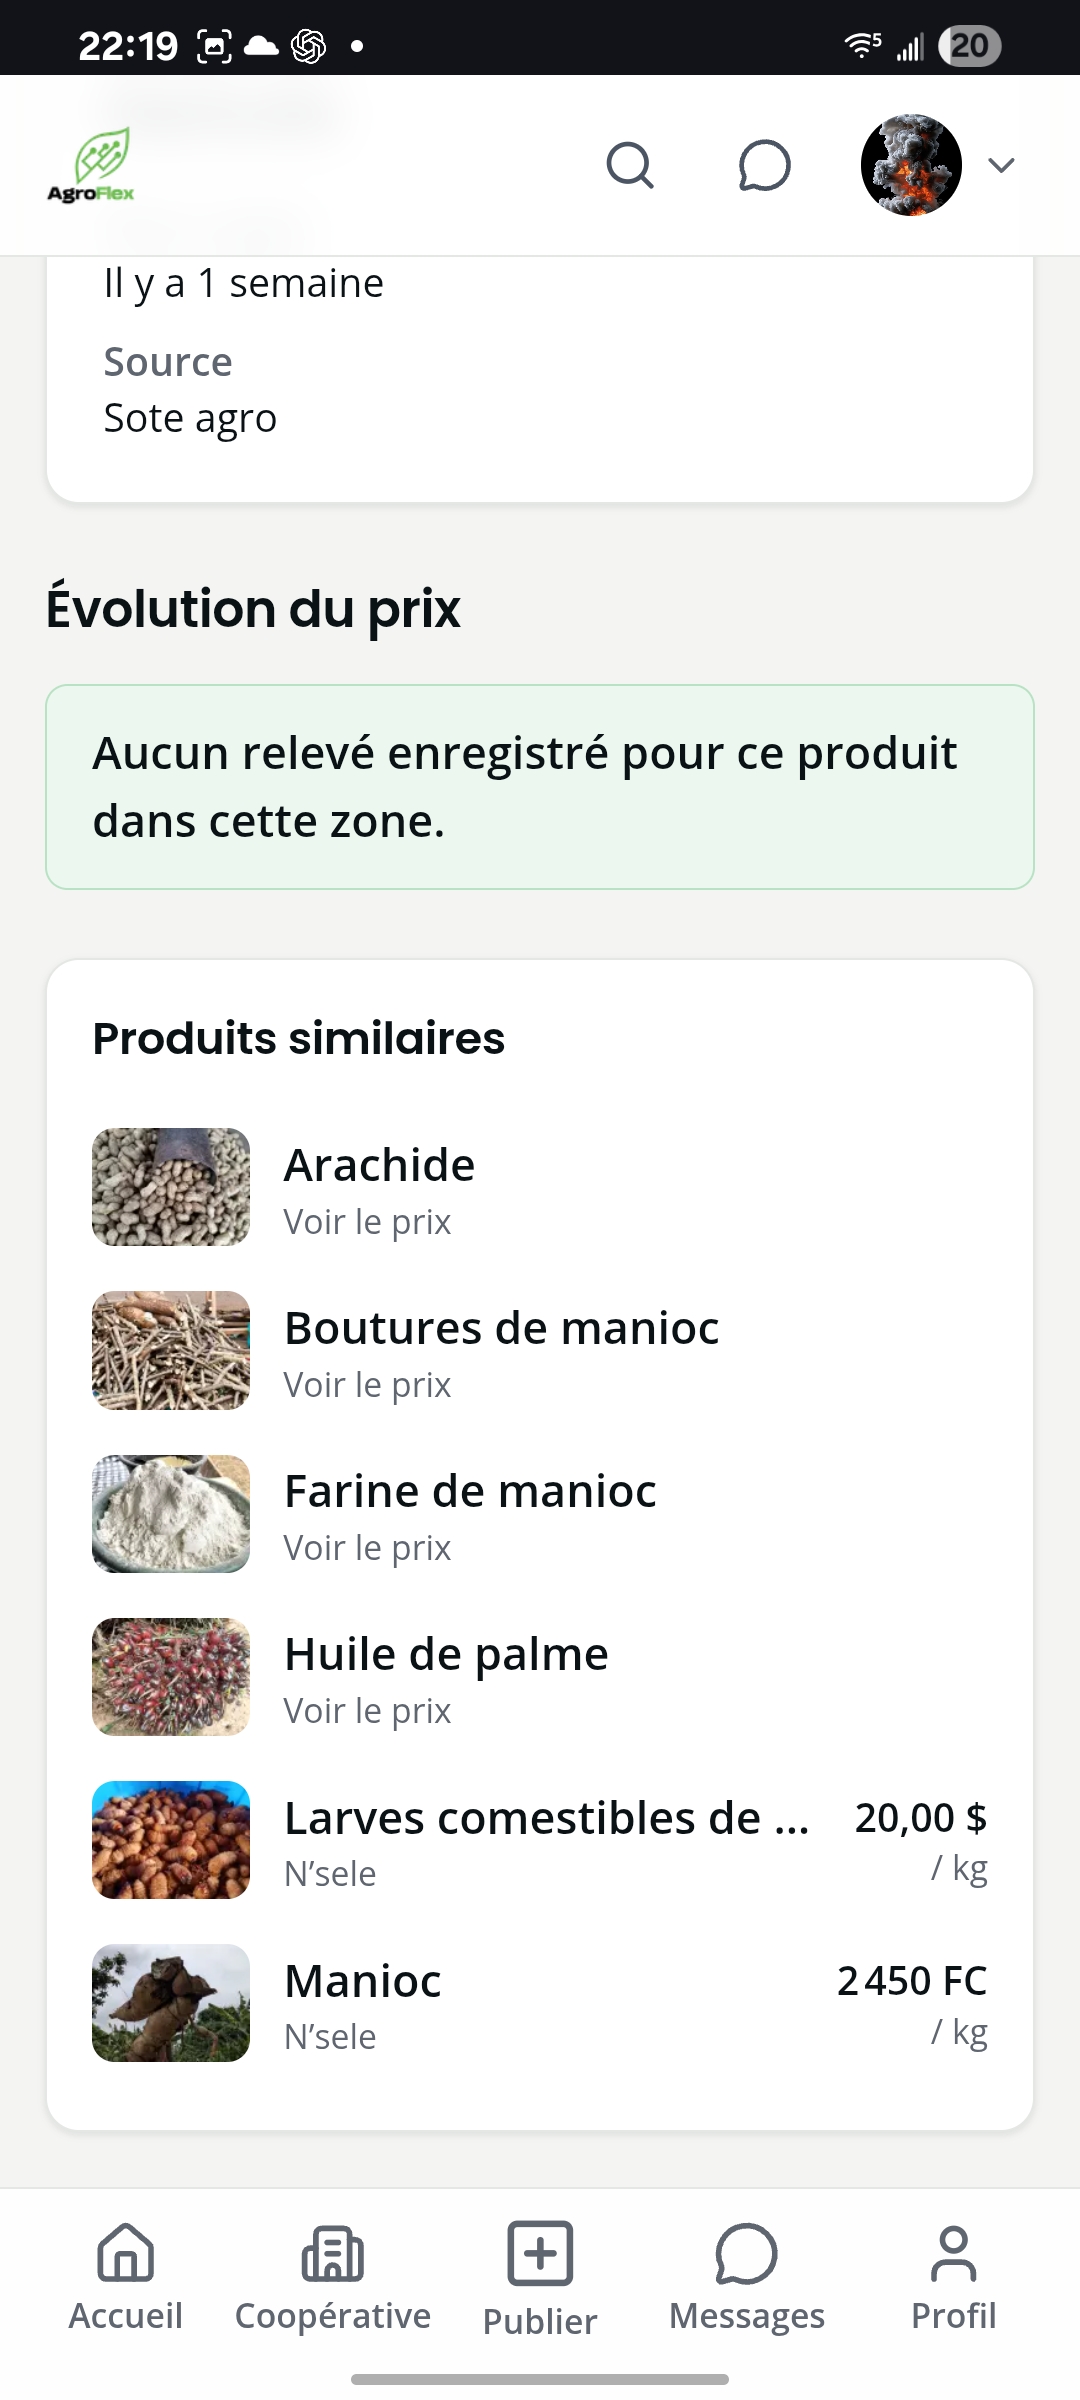 22:19
5
20
AgroFlex
Il y a 1 semaine
Source
Sote agro
Évolution du prix
Aucun relevé enregistré pour ce produit
dans cette zone.
Produits similaires
Arachide
Voir le prix
Boutures de manioc
Voir le prix
Farine de manioc
Voir le prix
Huile de palme
Voir le prix
Larves comestibles de ... 20,00 $
N’sele / kg
Manioc 2 450 FC
N’sele / kg
Accueil Coopérative Publier Messages Profil